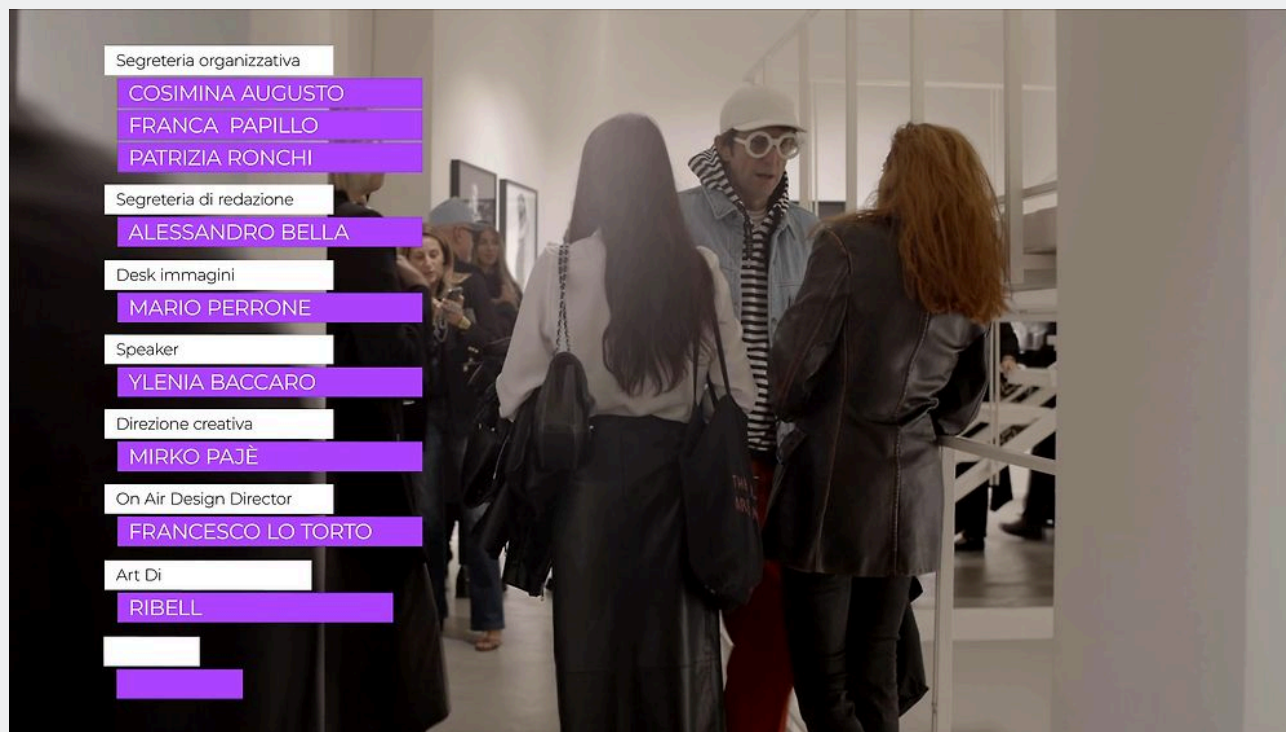 Segreteria organizzativa
COSIMINA AUGUSTO
FRANCA PAPILLO
PATRIZIA RONCHI
Segreteria di redazione
ALESSANDRO BELLA
Desk immagini
MARIO PERRONE
Speaker
YLENIA BACCARO
Direzione creativa
MIRKO PAJÈ
On Air Design Director
FRANCESCO LO TORTO
Art Di
RIBELL